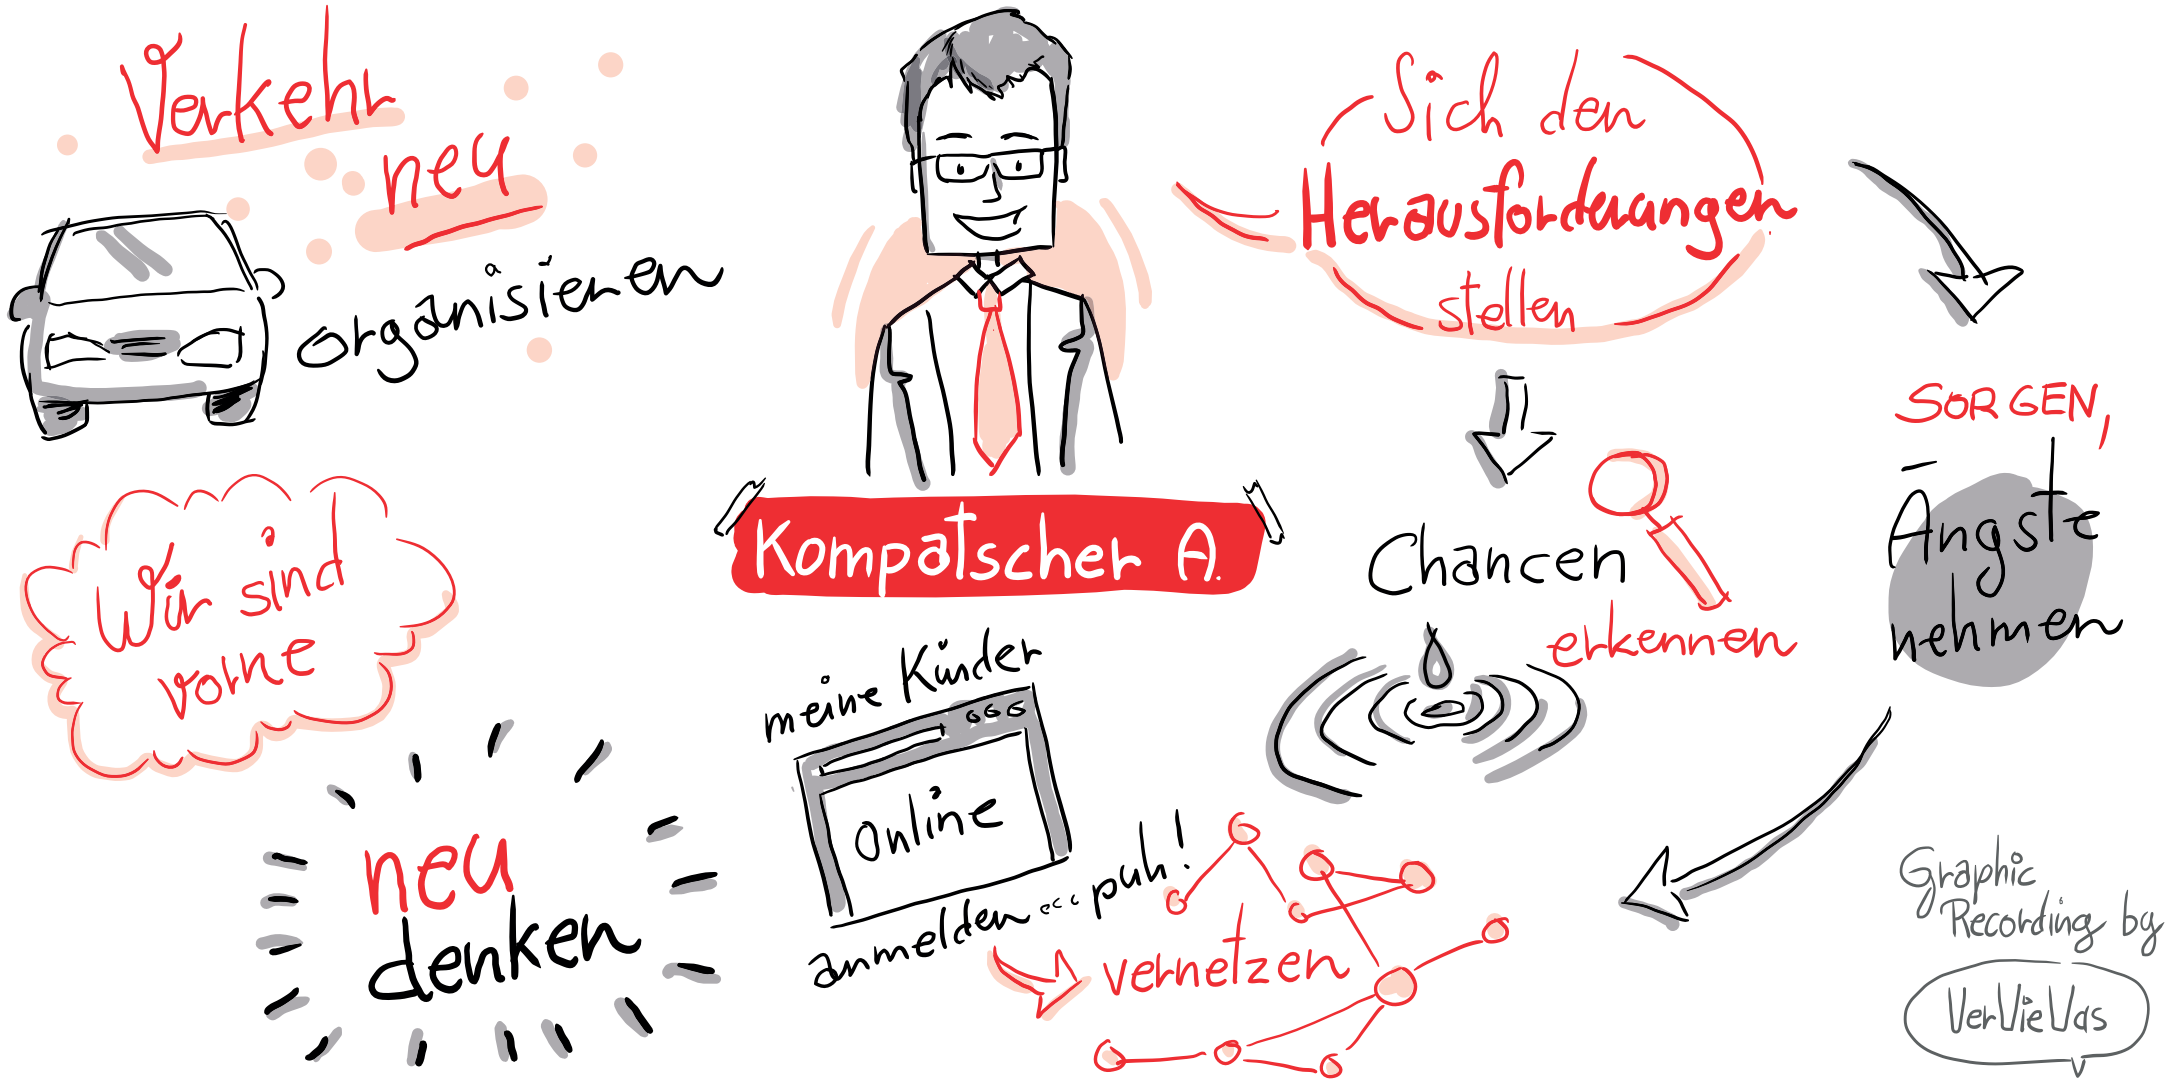 Verkehr
neu
organisieren
Sich den
Herausforderungen
stellen
SORGEN,
Ängste
nehmen
Kompatscher A.
Chancen
erkennen
Wir sind
vorne
meine Kinder
Online
anmelden... puh!
neu
denken
vernetzen
Graphic
Recording by
VerVieVas